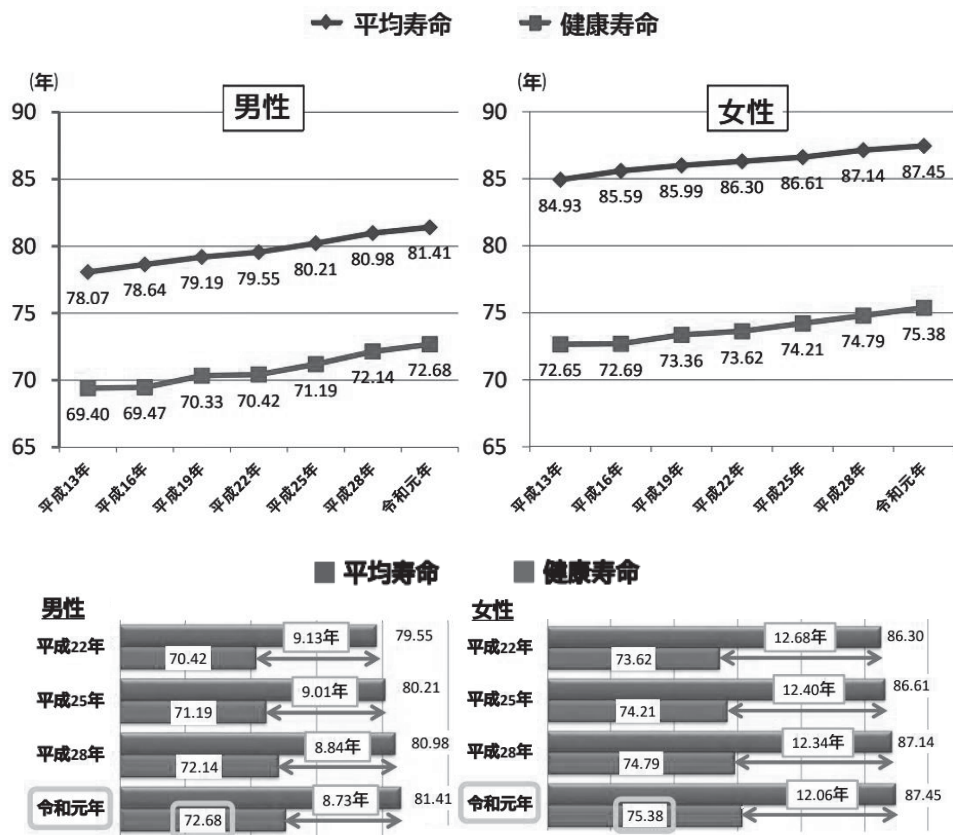 平均寿命 健康寿命
(年)
男性
90
85
80
75
70
65
78.07 78.64 79.19 79.55 80.21 80.98 81.41
69.40 69.47 70.33 70.42 71.19 72.14 72.68
平成13年 平成16年 平成19年 平成22年 平成25年 平成28年 令和元年
(年)
女性
90
85
80
75
70
65
84.93 85.59 85.99 86.30 86.61 87.14 87.45
72.65 72.69 73.36 73.62 74.21 74.79 75.38
平成13年 平成16年 平成19年 平成22年 平成25年 平成28年 令和元年
平均寿命 健康寿命
男性
平成22年 9.13年 79.55
70.42
平成25年 9.01年 80.21
71.19
平成28年 8.84年 80.98
72.14
令和元年 8.73年 81.41
72.68
女性
平成22年 12.68年 86.30
73.62
平成25年 12.40年 86.61
74.21
平成28年 12.34年 87.14
74.79
令和元年 12.06年 87.45
75.38